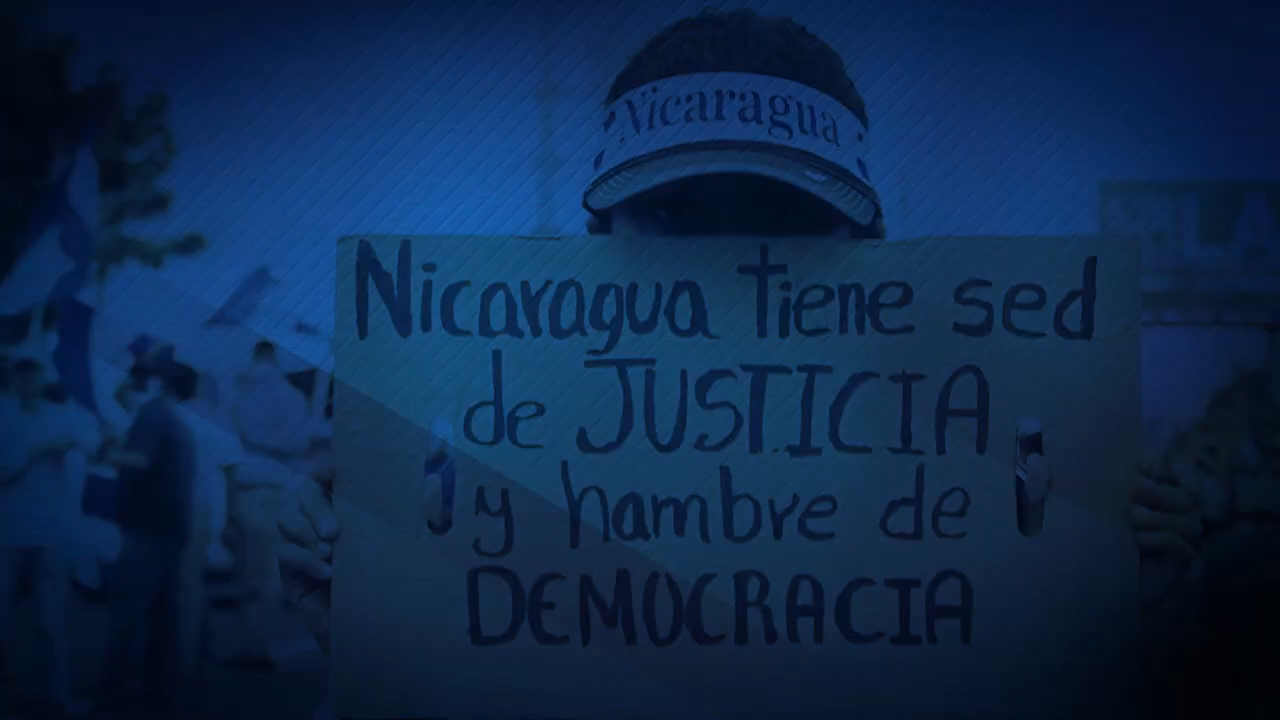 Nicaragua
Nicaragua tiene sed
de JUSTICIA
y hambre de
DEMOCRACIA